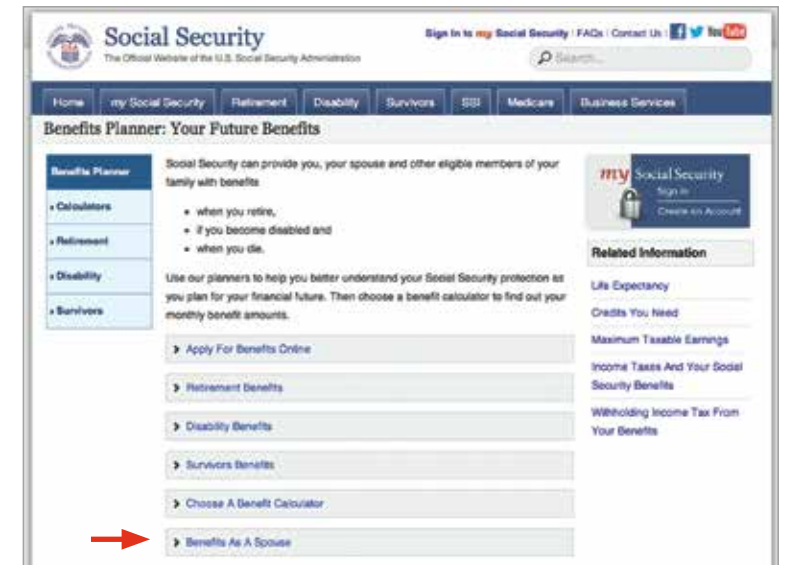 Social Security
The Official Website of the U.S. Social Security Administration
Sign In to my Social Security | FAQs | Contact Us | You Tube
Search...
Home my Social Security Retirement Disability Survivors SSI Medicare Business Services
Benefits Planner: Your Future Benefits
Benefits Planner
Calculators
Retirement
Disability
Survivors
Social Security can provide you, your spouse and other eligible members of your
family with benefits
• when you retire,
• if you become disabled and
• when you die.
Use our planners to help you better understand your Social Security protection as
you plan for your financial future. Then choose a benefit calculator to find out your
monthly benefit amounts.
Apply For Benefits Online
Retirement Benefits
Disability Benefits
Survivors Benefits
Choose A Benefit Calculator
Benefits As A Spouse
my Social Security
Sign In
Create an Account
Related Information
Life Expectancy
Credits You Need
Maximum Taxable Earnings
Income Taxes And Your Social
Security Benefits
Withholding Income Tax From
Your Benefits